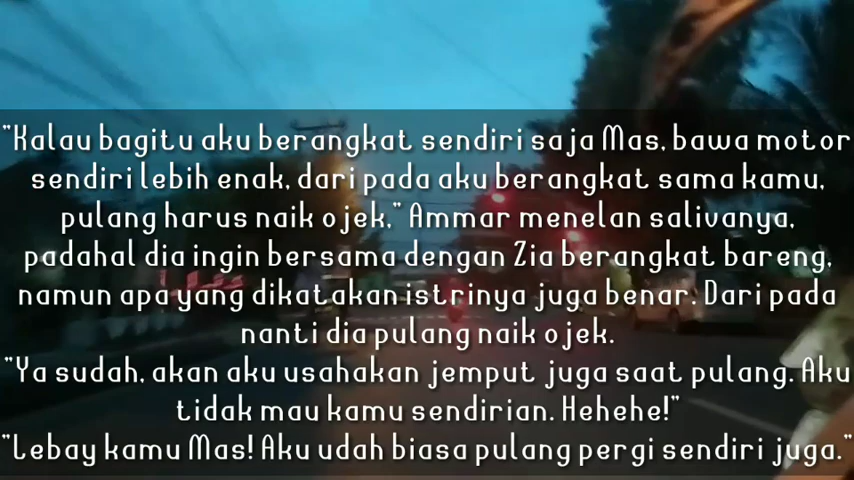 "Kalau bagitu aku berangkat sendiri saja Mas, bawa motor
sendiri lebih enak, dari pada aku berangkat sama kamu,
pulang harus naik ojek," Ammar menelan salivanya,
padahal dia ingin bersama dengan Zia berangkat bareng,
namun apa yang dikatakan istrinya juga benar. Dari pada
nanti dia pulang naik ojek.
"Ya sudah, akan aku usahakan jemput juga saat pulang. Aku
tidak mau kamu sendirian. Hehehe!"
"Lebay kamu Mas! Aku udah biasa pulang pergi sendiri juga."